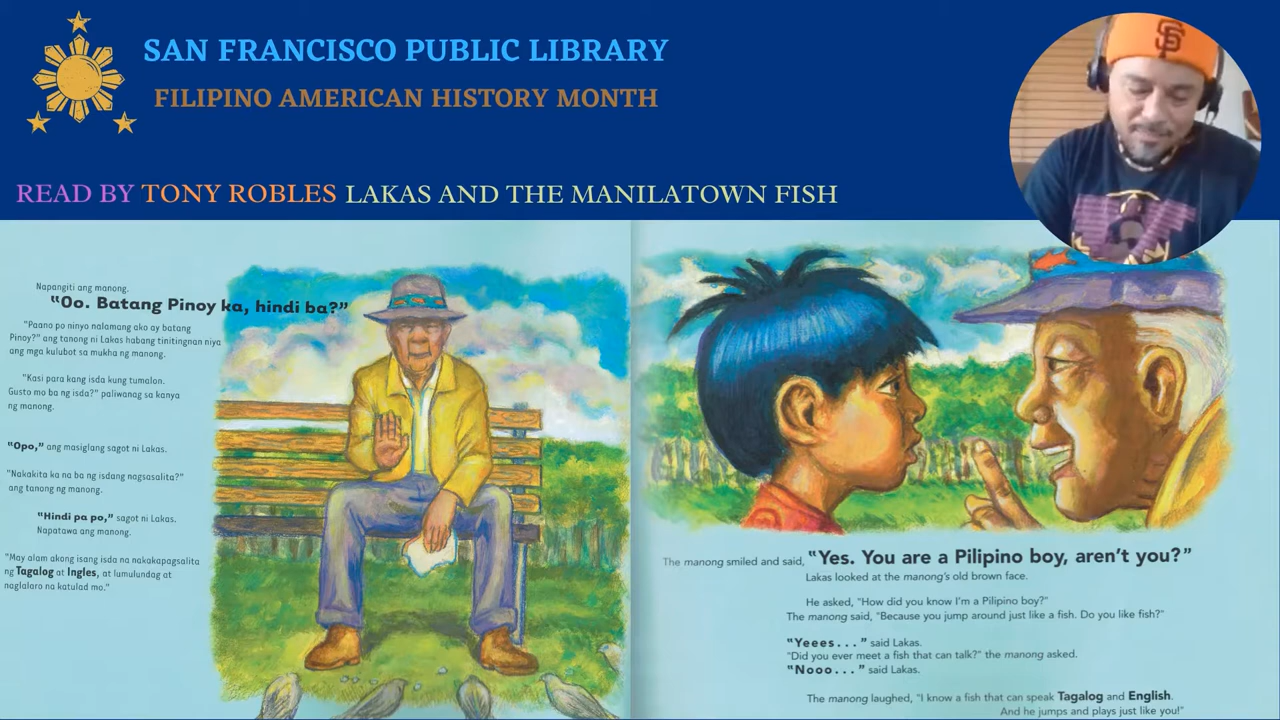 SAN FRANCISCO PUBLIC LIBRARY
FILIPINO AMERICAN HISTORY MONTH
SF
READ BY TONY ROBLES LAKAS AND THE MANILATOWN FISH
Napangiti ang manong.
"Oo. Batang Pinoy ka, hindi ba?"
"Paano po ninyo nalamang ako ay batang
Pinoy?" ang tanong ni Lakas habang tinitingnan niya
ang mga kulubot sa mukha ng manong.
"Kasi para kang isda kung tumalon.
Gusto mo ba ng isda?" paliwanag sa kanya
ng manong.
"Opo," ang masiglang sagot ni Lakas.
"Nakakita ka na ba ng isdang nagsasalita?"
ang tanong ng manong.
"Hindi pa po," sagot ni Lakas.
Napatawa ang manong.
"May alam akong isang isda na nakakapagsalita
ng Tagalog at Ingles, at lumulundag at
naglalaro na katulad mo."
The manong smiled and said, "Yes. You are a Pilipino boy, aren't you?"
Lakas looked at the manong's old brown face.
He asked, "How did you know I'm a Pilipino boy?"
The manong said, "Because you jump around just like a fish. Do you like fish?"
"Yeees . . . " said Lakas.
"Did you ever meet a fish that can talk?" the manong asked.
"Nooo . . . " said Lakas.
The manong laughed, "I know a fish that can speak Tagalog and English.
And he jumps and plays just like you!"